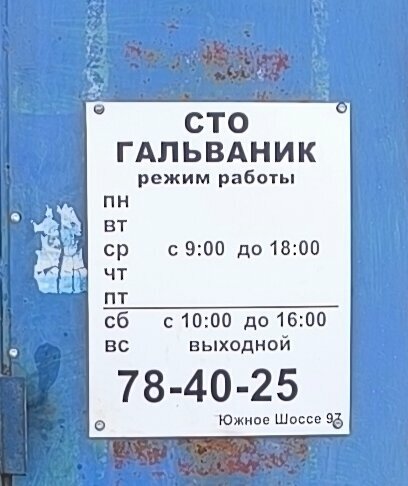 СТО
ГАЛЬВАНИК
режим работы
пн
вт
ср с 9:00 до 18:00
чт
пт
сб с 10:00 до 16:00
вс выходной
78-40-25
Южное Шоссе 97